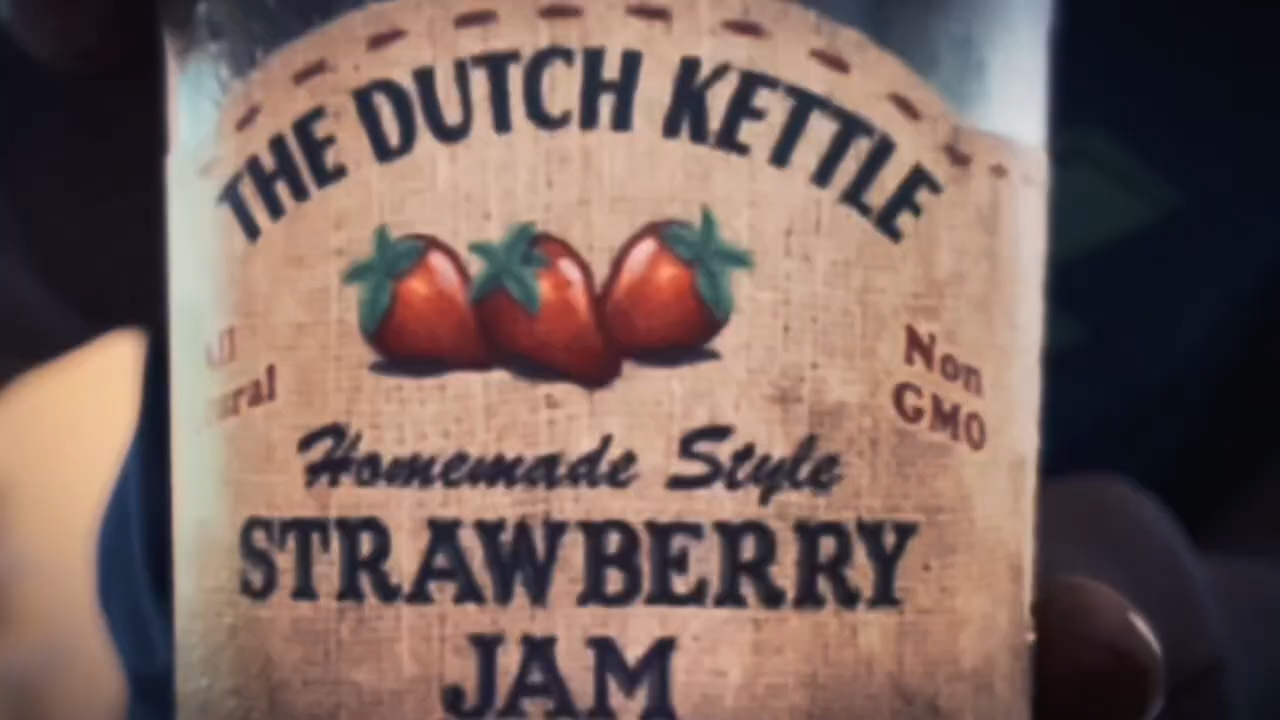 THE DUTCH KETTLE
Non
GMO
Homemade Style
STRAWBERRY
JAM